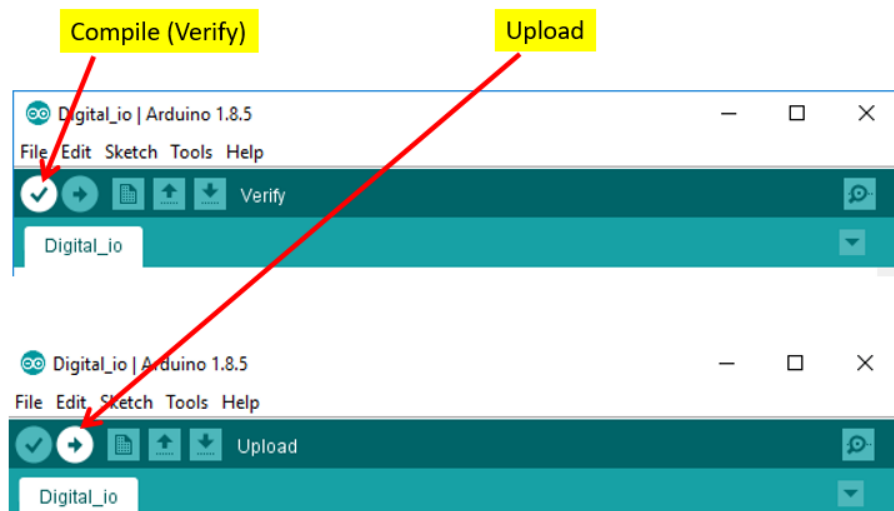 Compile (Verify)
Upload
Digital_io | Arduino 1.8.5
File Edit Sketch Tools Help
Verify
Digital_io
Digital_io | Arduino 1.8.5
File Edit Sketch Tools Help
Upload
Digital_io